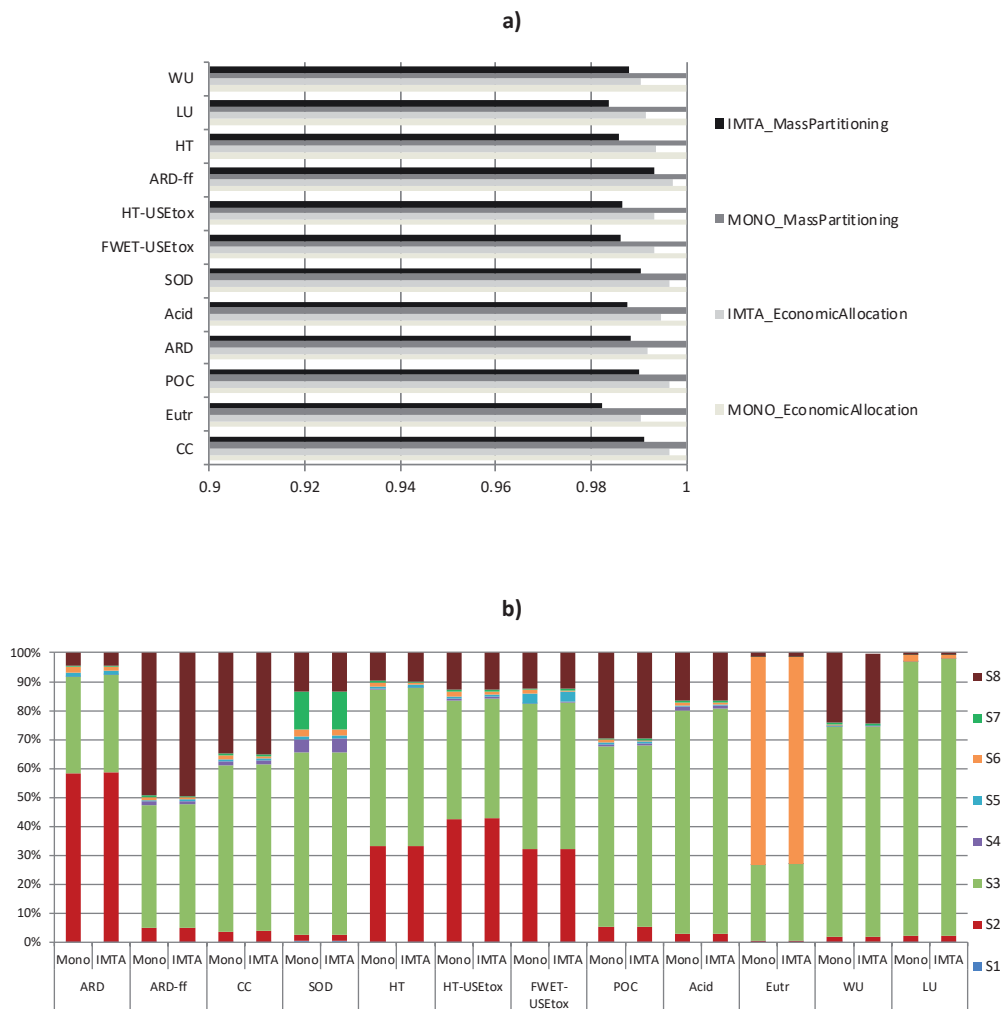 a)
WU
LU
HT
ARD-ff
HT-USEtox
FWET-USEtox
SOD
Acid
ARD
POC
Eutr
CC
0.9 0.92 0.94 0.96 0.98 1
IMTA_MassPartitioning
MONO_MassPartitioning
IMTA_EconomicAllocation
MONO_EconomicAllocation
b)
100%
90%
80%
70%
60%
50%
40%
30%
20%
10%
0%
Mono IMTA Mono IMTA Mono IMTA Mono IMTA Mono IMTA Mono IMTA Mono IMTA Mono IMTA Mono IMTA Mono IMTA Mono IMTA Mono IMTA
ARD ARD-ff CC SOD HT HT-USEtox FWET- POC Acid Eutr WU LU
USEtox
S8
S7
S6
S5
S4
S3
S2
S1